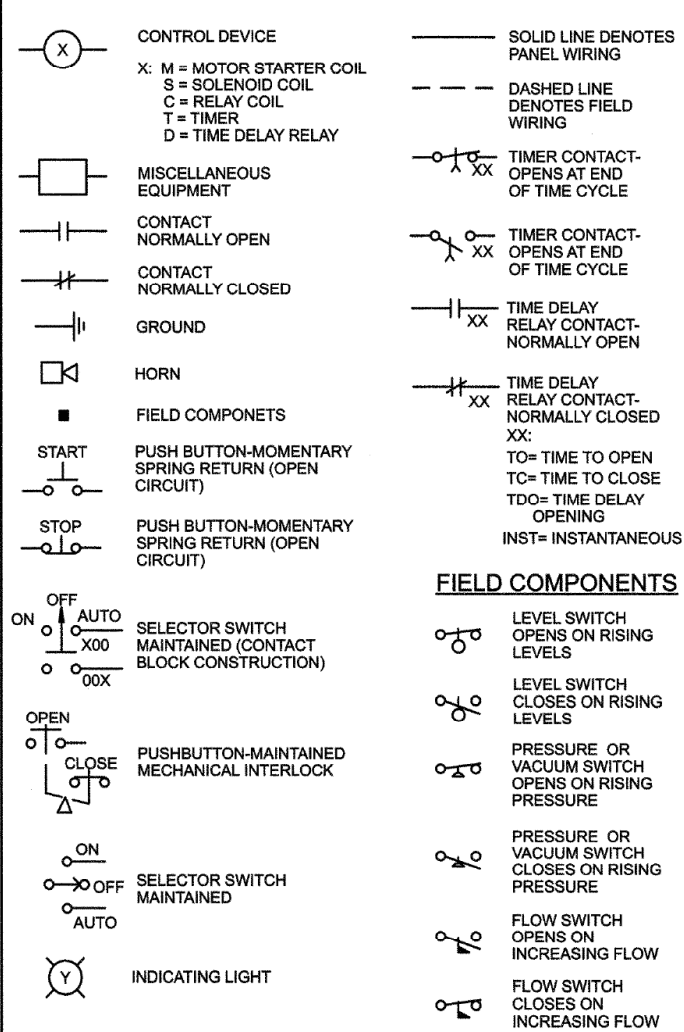 X
CONTROL DEVICE
X: M = MOTOR STARTER COIL
S = SOLENOID COIL
C = RELAY COIL
T = TIMER
D = TIME DELAY RELAY
MISCELLANEOUS
EQUIPMENT
CONTACT
NORMALLY OPEN
CONTACT
NORMALLY CLOSED
GROUND
HORN
FIELD COMPONETS
START
PUSH BUTTON-MOMENTARY
SPRING RETURN (OPEN
CIRCUIT)
STOP
PUSH BUTTON-MOMENTARY
SPRING RETURN (OPEN
CIRCUIT)
OFF
ON
AUTO
X00
00X
SELECTOR SWITCH
MAINTAINED (CONTACT
BLOCK CONSTRUCTION)
OPEN
CLOSE
PUSHBUTTON-MAINTAINED
MECHANICAL INTERLOCK
ON
OFF
AUTO
SELECTOR SWITCH
MAINTAINED
Y
INDICATING LIGHT
SOLID LINE DENOTES
PANEL WIRING
DASHED LINE
DENOTES FIELD
WIRING
XX
TIMER CONTACT-
OPENS AT END
OF TIME CYCLE
XX
TIMER CONTACT-
OPENS AT END
OF TIME CYCLE
XX
TIME DELAY
RELAY CONTACT-
NORMALLY OPEN
XX
TIME DELAY
RELAY CONTACT-
NORMALLY CLOSED
XX:
TO= TIME TO OPEN
TC= TIME TO CLOSE
TDO= TIME DELAY
OPENING
INST= INSTANTANEOUS
FIELD COMPONENTS
LEVEL SWITCH
OPENS ON RISING
LEVELS
LEVEL SWITCH
CLOSES ON RISING
LEVELS
PRESSURE OR
VACUUM SWITCH
OPENS ON RISING
PRESSURE
PRESSURE OR
VACUUM SWITCH
CLOSES ON RISING
PRESSURE
FLOW SWITCH
OPENS ON
INCREASING FLOW
FLOW SWITCH
CLOSES ON
INCREASING FLOW